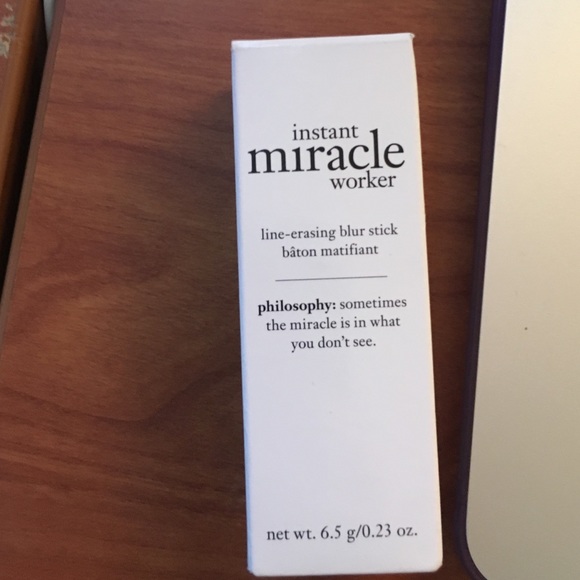 instant
miracle
worker
line-erasing blur stick
bâton matifiant
philosophy: sometimes
the miracle is in what
you don't see.
net wt. 6.5 g/0.23 oz.